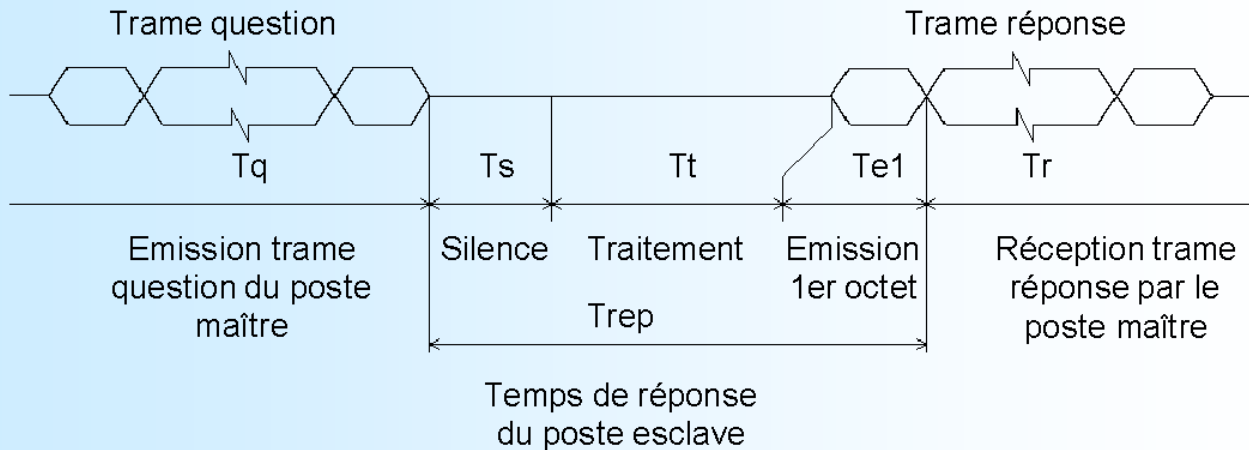 Trame question
Trame réponse
Tq
Ts
Tt
Te1
Tr
Emission trame
question du poste
maître
Silence
Traitement
Emission
1er octet
Réception trame
réponse par le
poste maître
Trep
Temps de réponse
du poste esclave